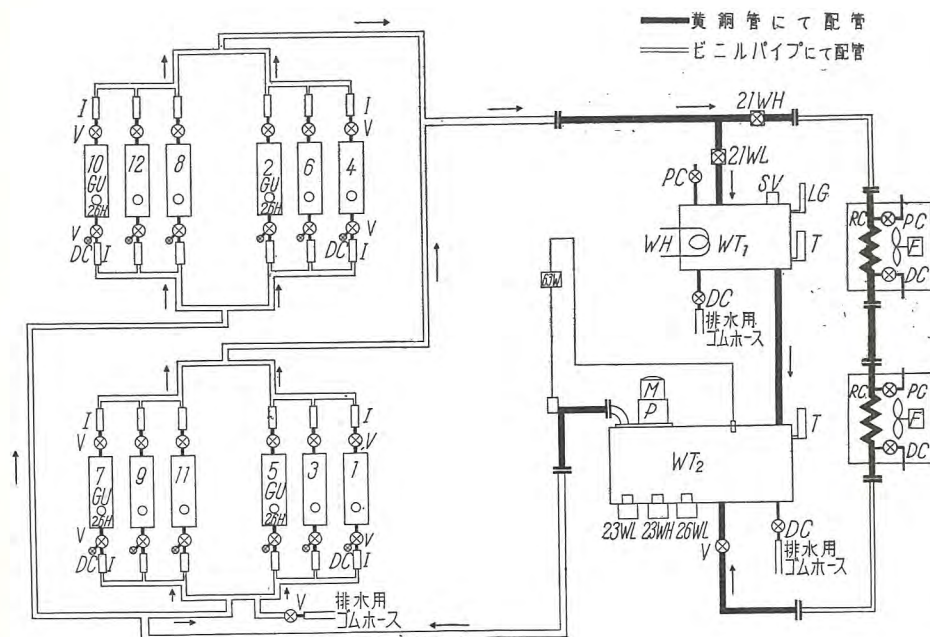 黄銅管にて配管
ビニルパイプにて配管
I I
V V
10 12 8 2 6 4
GU GU
26H 26H
V V
DC I DC I
21WH
21WL
PC SV LG
WH WT₁ T
DC
排水用
ゴムホース
RC PC
F
DC
63W
M
P
T
WT₂
RC PC
F
DC
23WL 23WH 26WL
V
DC
排水用
ゴムホース
I I
V V
7 9 11 5 3 1
GU GU
26H 26H
V V
DC I DC I
V
排水用
ゴムホース